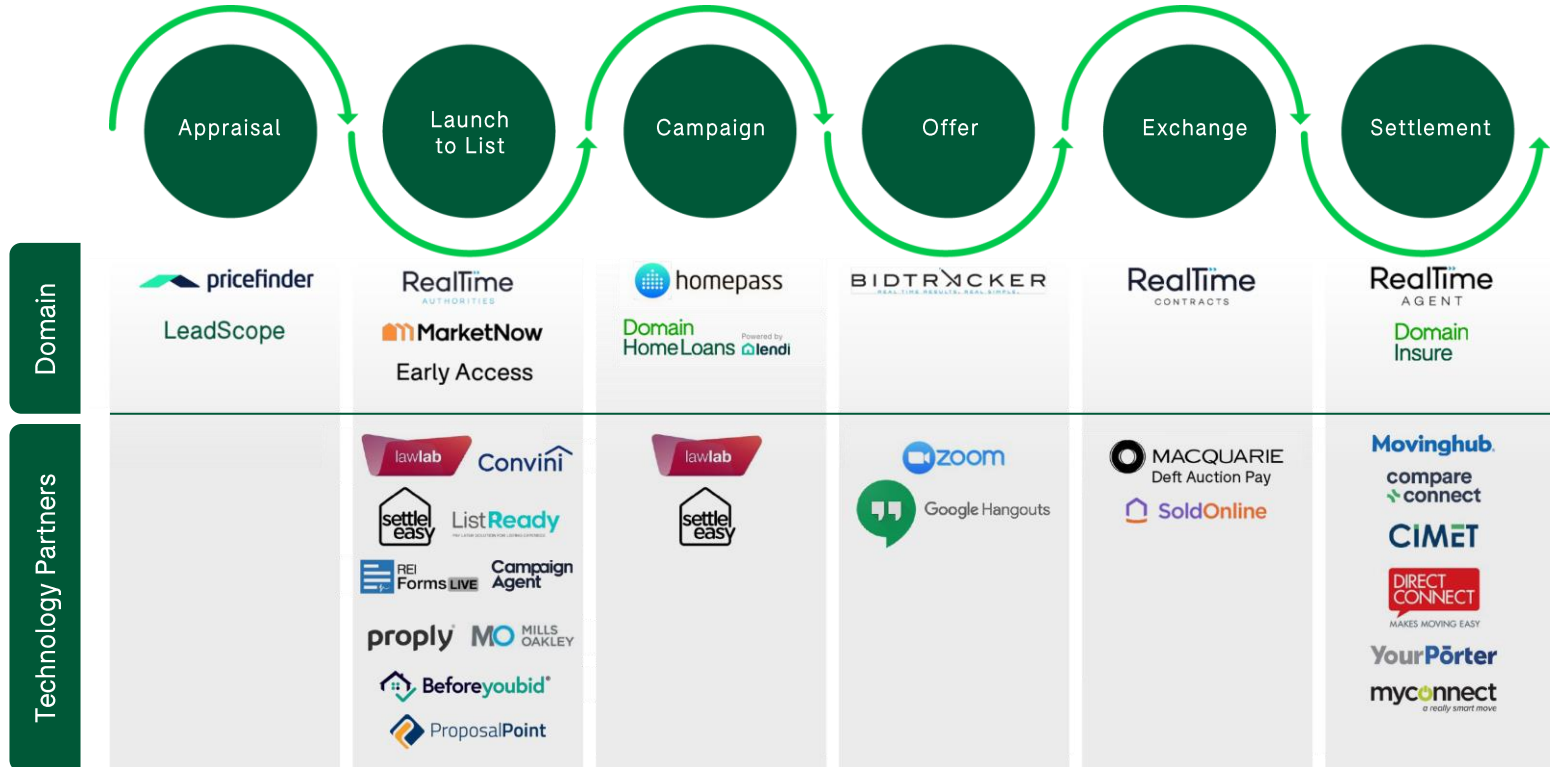 Appraisal
Launch
to List
Campaign
Offer
Exchange
Settlement
Domain
pricefinder
LeadScope
RealTime
AUTHORITIES
MarketNow
Early Access
homepass
Domain
HomeLoans
Powered by
lendi
BIDTRACKER
REAL TIME RESULTS, REAL SIMPLE.
RealTime
CONTRACTS
RealTime
AGENT
Domain
Insure
Technology Partners
lawlab
Convini
settle
easy
ListReady
REI
Forms LIVE
Campaign
Agent
proply
MO MILLS
OAKLEY
Beforeyoubid
ProposalPoint
lawlab
settle
easy
zoom
Google Hangouts
MACQUARIE
Deft Auction Pay
SoldOnline
Movinghub.
compare
connect
CIMET
DIRECT
CONNECT
MAKES MOVING EASY
YourPōrter
myconnect
a really smart move